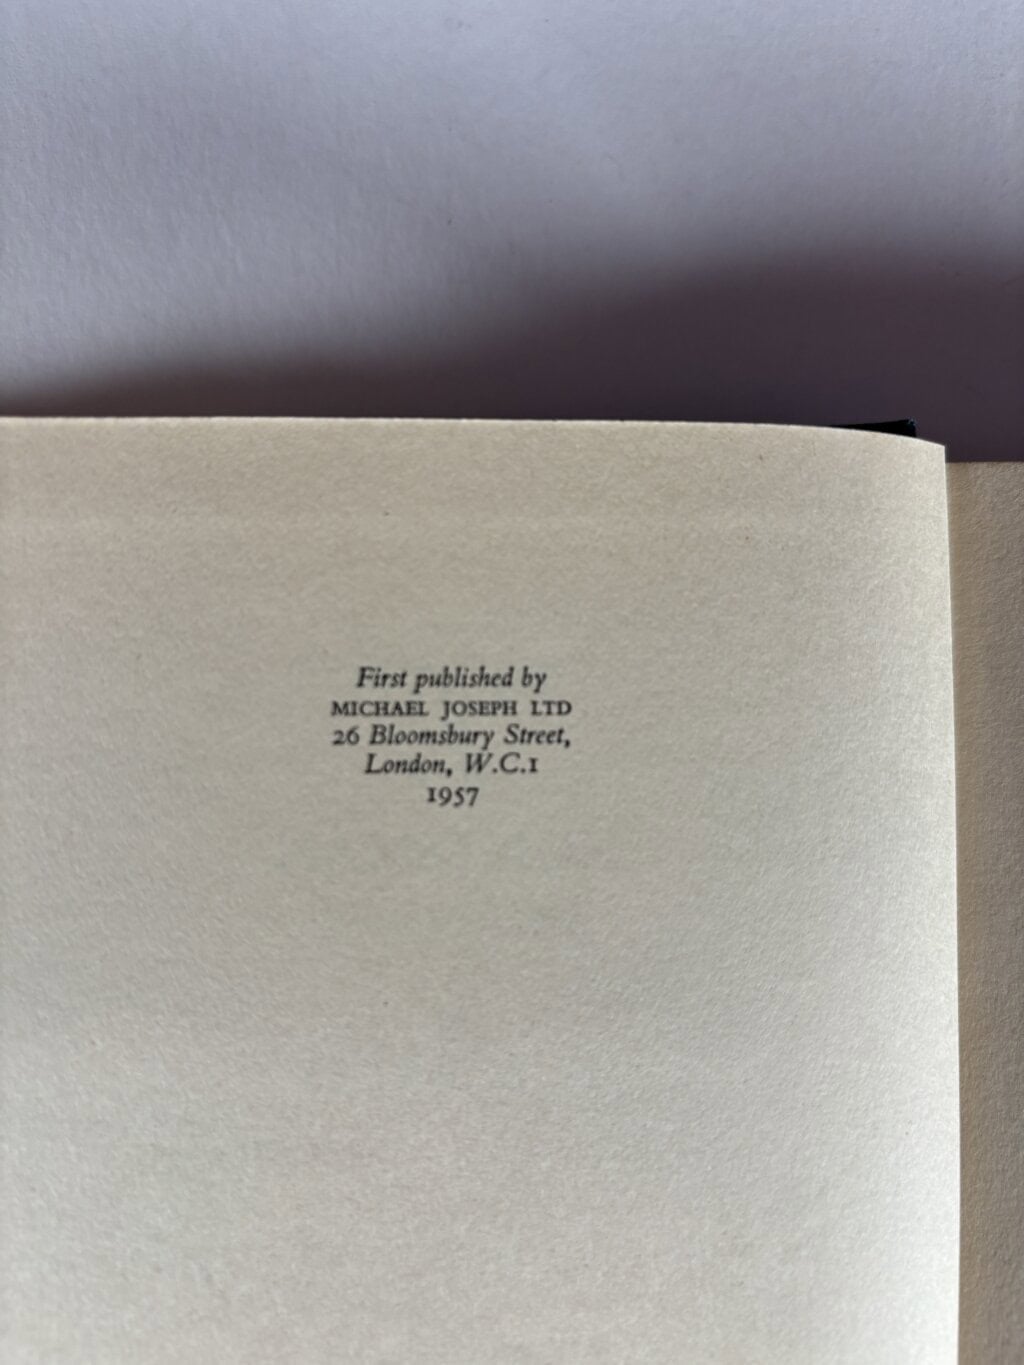 First published by
MICHAEL JOSEPH LTD
26 Bloomsbury Street,
London, W.C.1
1957